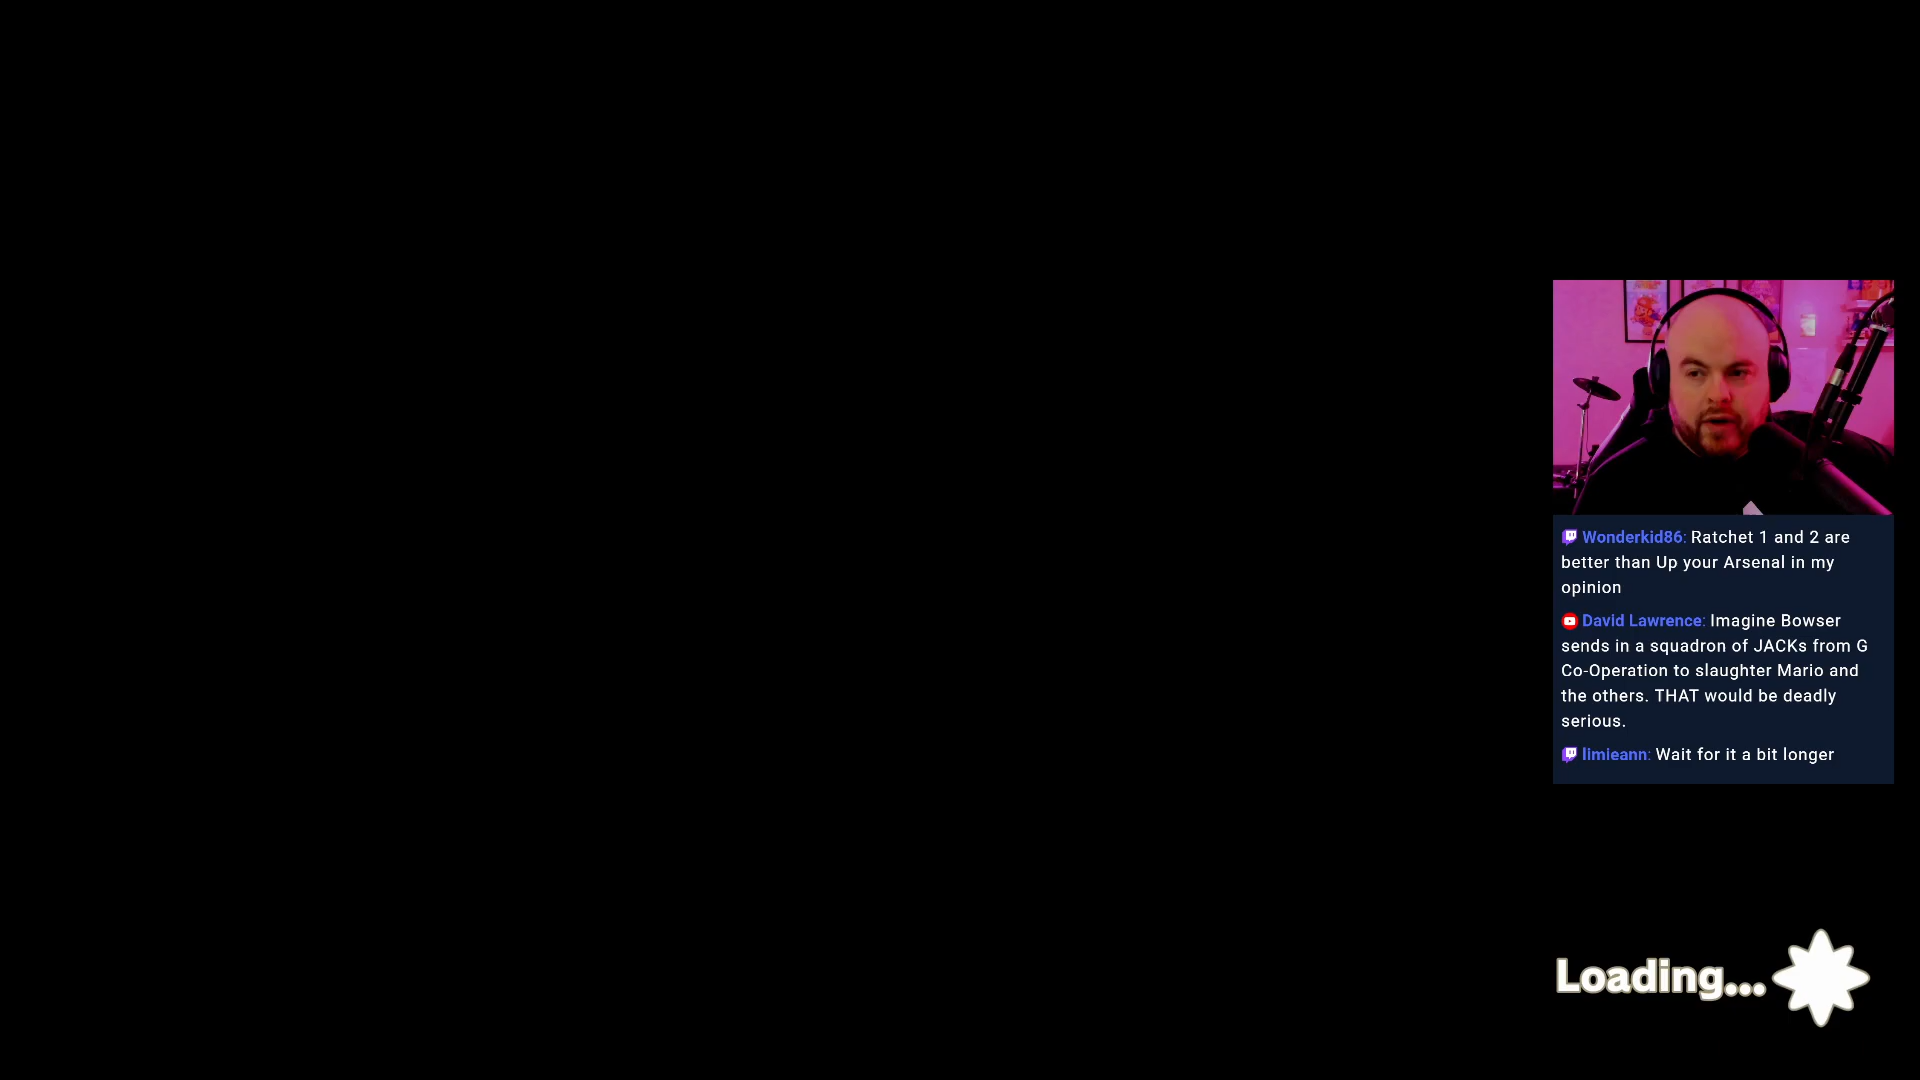 Wonderkid86: Ratchet 1 and 2 are
better than Up your Arsenal in my
opinion
David Lawrence: Imagine Bowser
sends in a squadron of JACKs from G
Co-Operation to slaughter Mario and
the others. THAT would be deadly
serious.
limieann: Wait for it a bit longer
Loading...